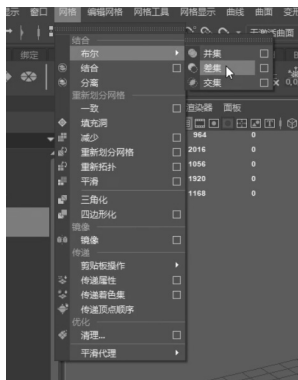 示 窗口 网格 编辑网格 网格工具 网格显示 曲线 曲面
结合
绑定
布尔 并集
结合 差集
分离 交集
重新划分网格
一致 渲染器 面板
填充洞
减少 964 0
重新划分网格 2016 0
重新拓扑 1056 0
平滑 1920 0
三角化 1168 0
四边形化
镜像
镜像
传递
剪贴板操作
传递属性
传递着色集
传递顶点顺序
优化
清理...
平滑代理